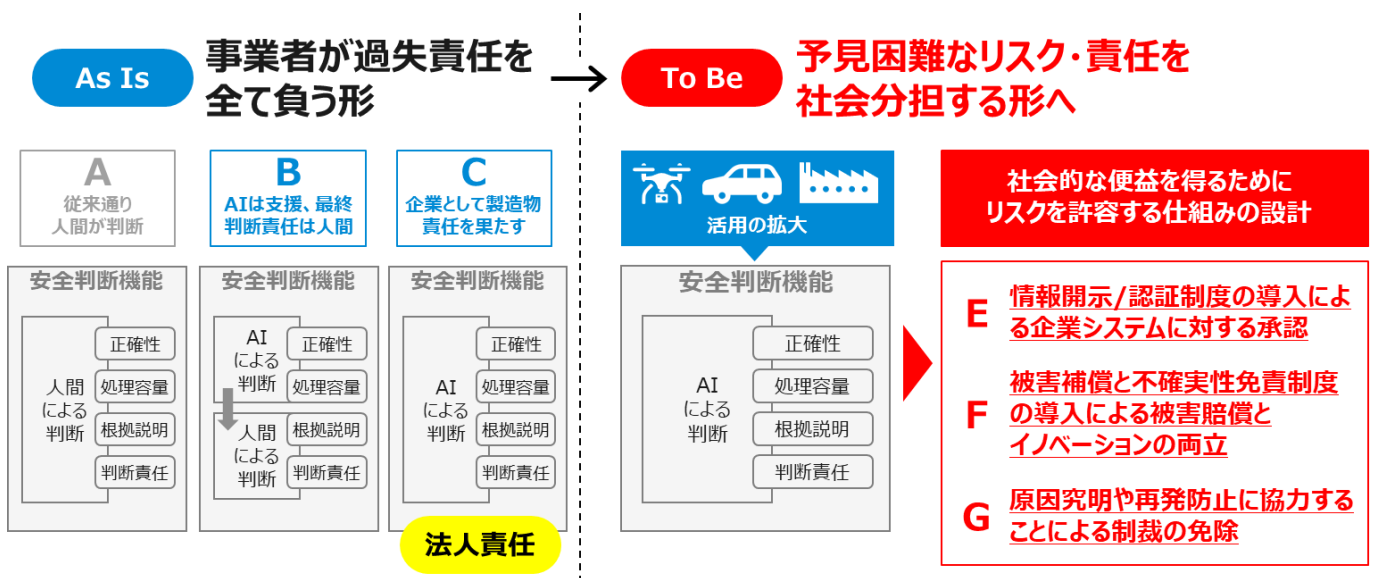 As Is
事業者が過失責任を
全て負う形
To Be
予見困難なリスク・責任を
社会分担する形へ
A
従来通り
人間が判断
B
AIは支援、最終
判断責任は人間
C
企業として製造物
責任を果たす
安全判断機能
人間
による
判断
正確性
処理容量
根拠説明
判断責任
安全判断機能
AI
による
判断
人間
による
判断
正確性
処理容量
根拠説明
判断責任
安全判断機能
AI
による
判断
正確性
処理容量
根拠説明
判断責任
法人責任
活用の拡大
安全判断機能
AI
による
判断
正確性
処理容量
根拠説明
判断責任
社会的な便益を得るために
リスクを許容する仕組みの設計
E
情報開示/認証制度の導入によ
る企業システムに対する承認
F
被害補償と不確実性免責制度
の導入による被害賠償と
イノベーションの両立
G
原因究明や再発防止に協力する
ことによる制裁の免除